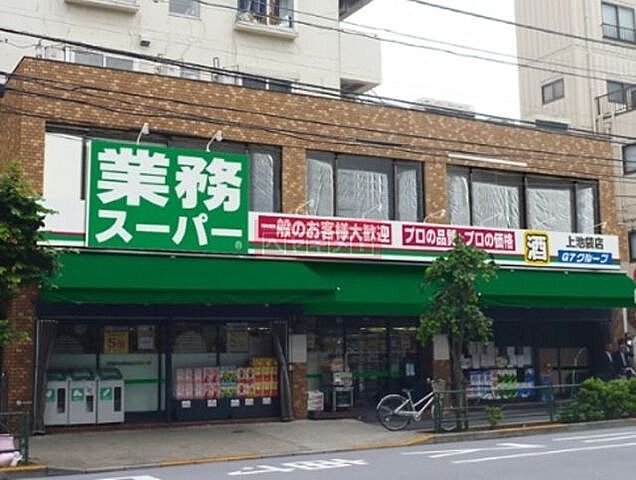 業務
スーパー
一般のお客様大歓迎
プロの品質とプロの価格
酒
上池袋店
G7グループ